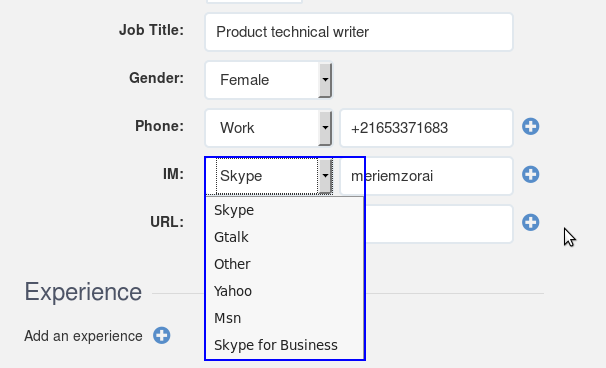 Job Title: Product technical writer
Gender: Female
Phone: Work +21653371683
IM: Skype meriemzorai
Skype
URL:
Gtalk
Other
Yahoo
Experience
Msn
Add an experience
Skype for Business